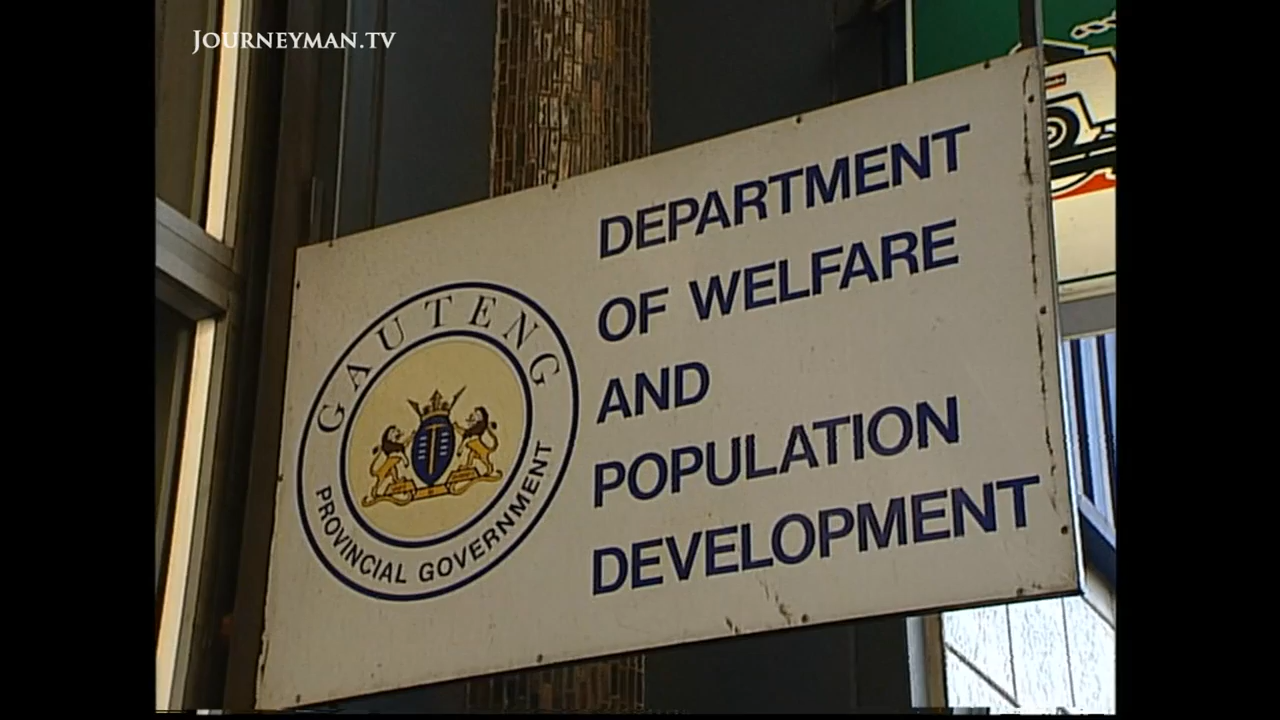 JOURNEYMAN.TV
GAUTENG
PROVINCIAL GOVERNMENT
DEPARTMENT
OF WELFARE
AND
POPULATION
DEVELOPMENT